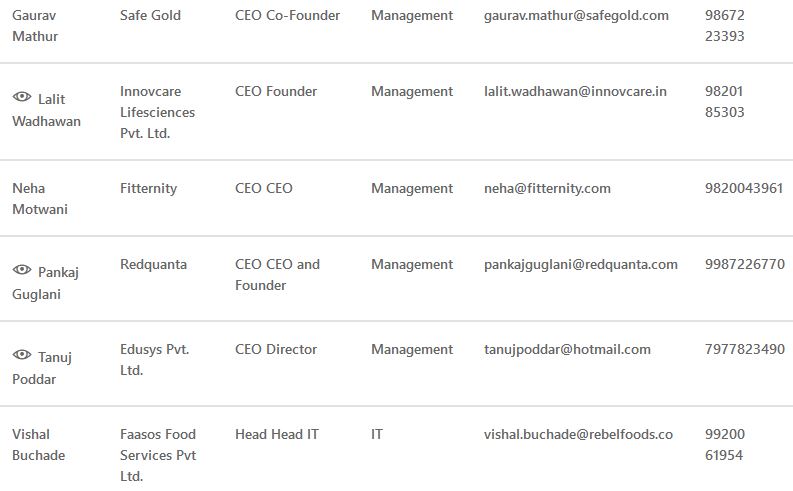 Gaurav Mathur Safe Gold CEO Co-Founder Management gaurav.mathur@safegold.com 98672 23393
Lalit Wadhawan Innovcare Lifesciences Pvt. Ltd. CEO Founder Management lalit.wadhawan@innovcare.in 98201 85303
Neha Motwani Fitternity CEO CEO Management neha@fitternity.com 9820043961
Pankaj Guglani Redquanta CEO CEO and Founder Management pankajguglani@redquanta.com 9987226770
Tanuj Poddar Edusys Pvt. Ltd. CEO Director Management tanujpoddar@hotmail.com 7977823490
Vishal Buchade Faasos Food Services Pvt Ltd. Head Head IT IT vishal.buchade@rebelfoods.co 99200 61954